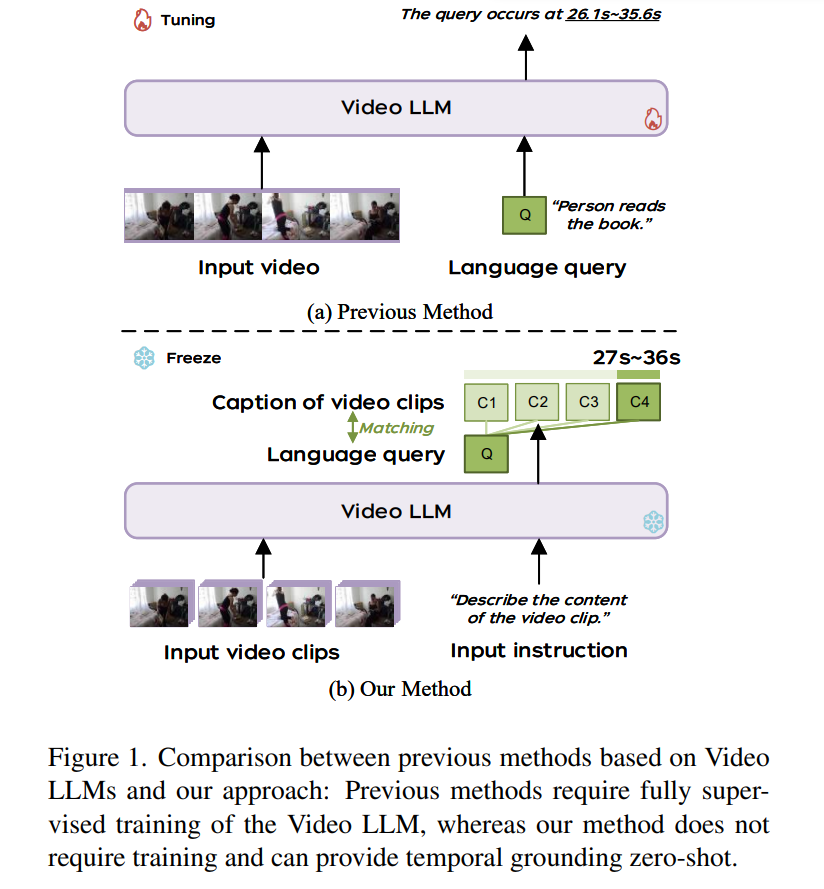 Tuning
The query occurs at 26.1s~35.6s
Video LLM
Q
“Person reads
the book.”
Input video
Language query
(a) Previous Method
Freeze
27s~36s
Caption of video clips
C1 C2 C3 C4
Matching
Language query
Q
Video LLM
“Describe the content
of the video clip.”
Input video clips
Input instruction
(b) Our Method
Figure 1. Comparison between previous methods based on Video
LLMs and our approach: Previous methods require fully super-
vised training of the Video LLM, whereas our method does not
require training and can provide temporal grounding zero-shot.